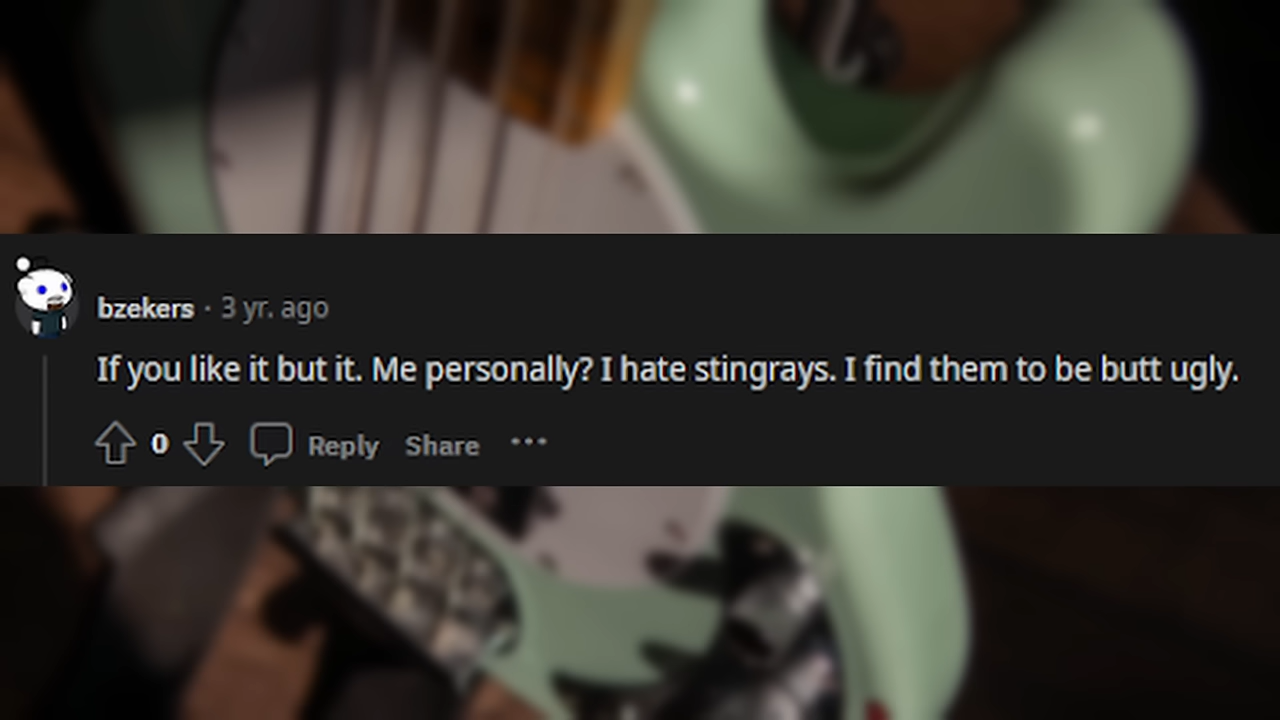 bzekers · 3 yr. ago
If you like it but it. Me personally? I hate stingrays. I find them to be butt ugly.
0 Reply Share ···